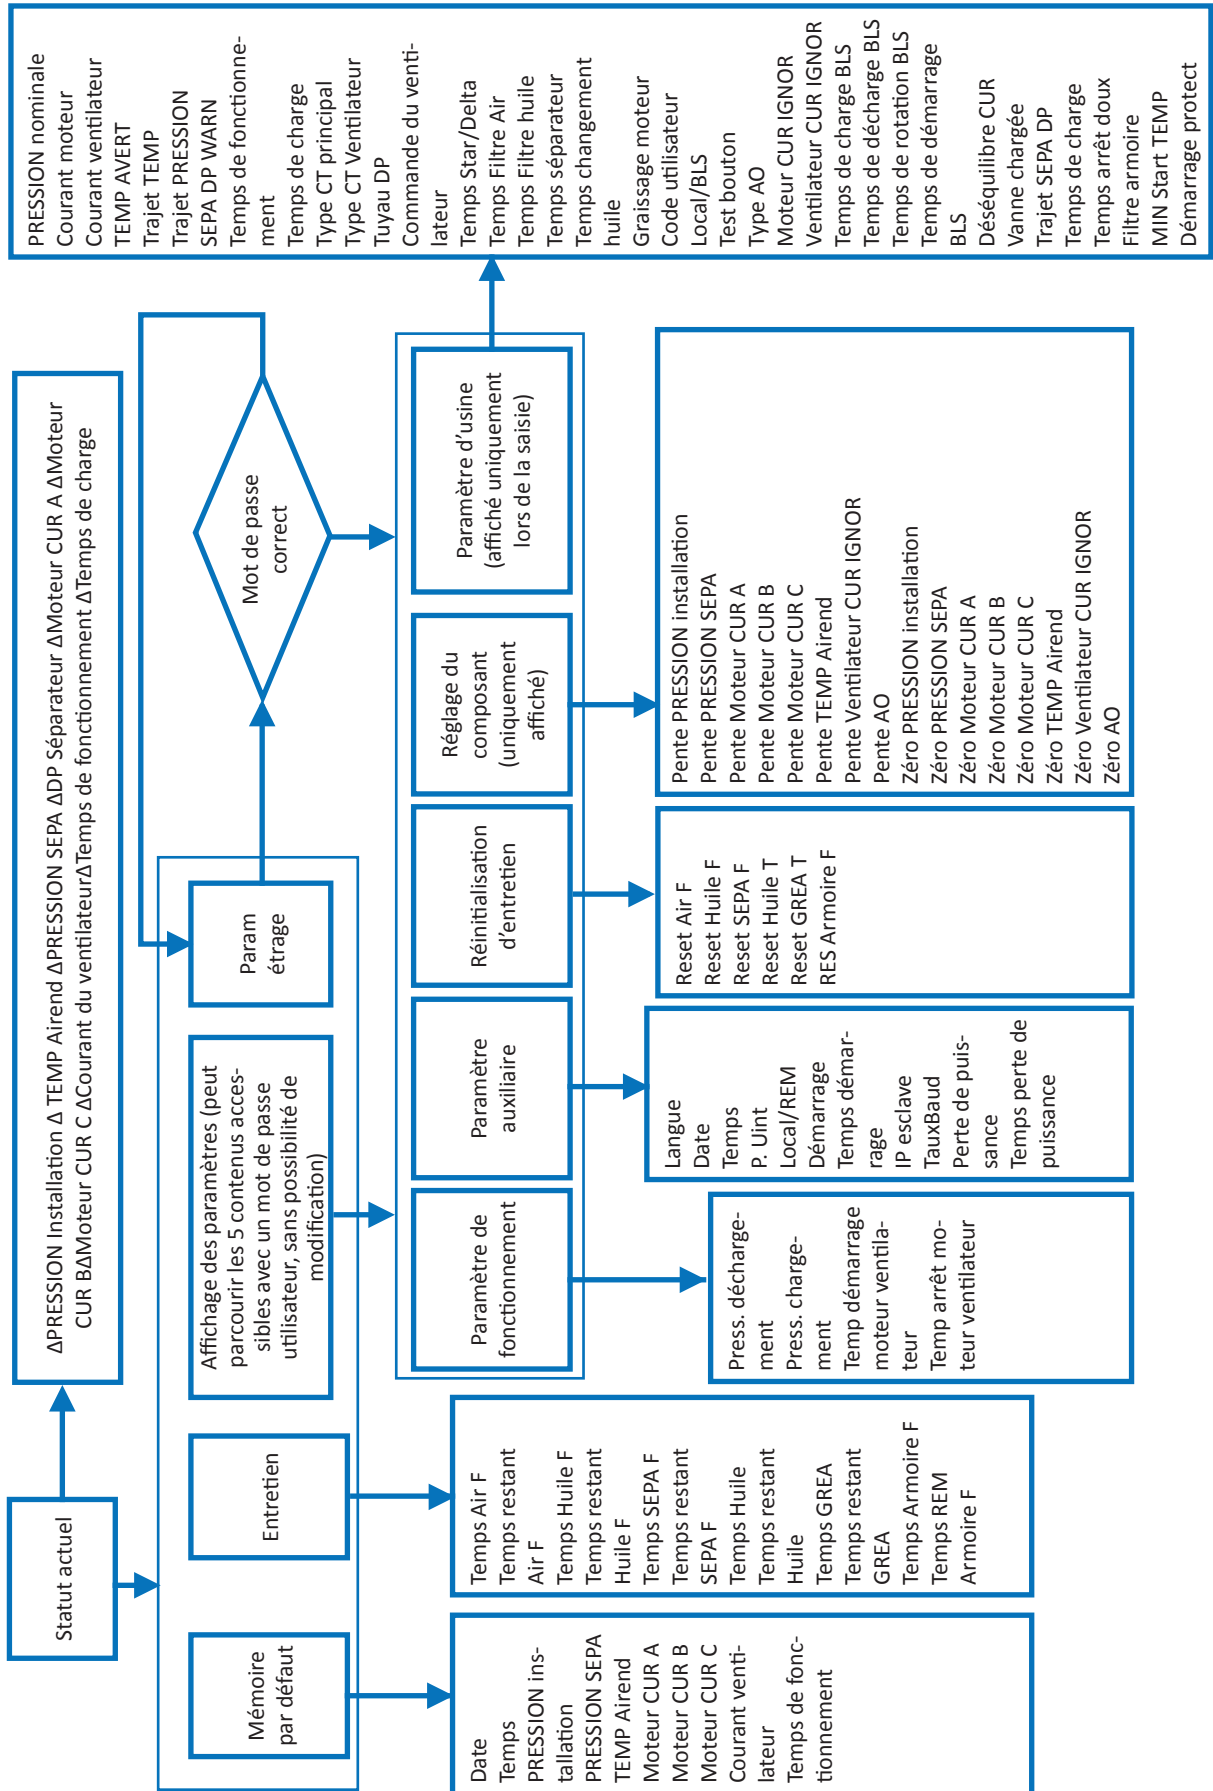 Statut actuel
ΔPRESSION Installation Δ TEMP Airend ΔPRESSION SEPA ΔDP Séparateur ΔMoteur CUR A ΔMoteur
CUR BΔMoteur CUR C ΔCourant du ventilateurΔTemps de fonctionnement ΔTemps de charge
Mémoire
par défaut
Entretien
Affichage des paramètres (peut
parcourir les 5 contenus acces-
sibles avec un mot de passe
utilisateur, sans possibilité de
modification)
Param
étrage
Mot de passe
correct
Paramètre de
fonctionnement
Paramètre
auxiliaire
Réinitialisation
d'entretien
Réglage du
composant
(uniquement
affiché)
Paramètre d'usine
(affiché uniquement
lors de la saisie)
Date
Temps
PRESSION ins-
tallation
PRESSION SEPA
TEMP Airend
Moteur CUR A
Moteur CUR B
Moteur CUR C
Courant venti-
lateur
Temps de fonc-
tionnement
Temps Air F
Temps restant
Air F
Temps Huile F
Temps restant
Huile F
Temps SEPA F
Temps restant
SEPA F
Temps Huile
Temps restant
Huile
Temps GREA
Temps restant
GREA
Temps Armoire F
Temps REM
Armoire F
Press. décharge-
ment
Press. charge-
ment
Temp démarrage
moteur ventila-
teur
Temp arrêt mo-
teur ventilateur
Langue
Date
Temps
P. Uint
Local/REM
Démarrage
Temps démar-
rage
IP esclave
TauxBaud
Perte de puis-
sance
Temps perte de
puissance
Reset Air F
Reset Huile F
Reset SEPA F
Reset Huile T
Reset GREA T
RES Armoire F
Pente PRESSION installation
Pente PRESSION SEPA
Pente Moteur CUR A
Pente Moteur CUR B
Pente Moteur CUR C
Pente TEMP Airend
Pente Ventilateur CUR IGNOR
Pente AO
Zéro PRESSION installation
Zéro PRESSION SEPA
Zéro Moteur CUR A
Zéro Moteur CUR B
Zéro Moteur CUR C
Zéro TEMP Airend
Zéro Ventilateur CUR IGNOR
Zéro AO
PRESSION nominale
Courant moteur
Courant ventilateur
TEMP AVERT
Trajet TEMP
Trajet PRESSION
SEPA DP WARN
Temps de fonctionne-
ment
Temps de charge
Type CT principal
Type CT Ventilateur
Tuyau DP
Commande du venti-
lateur
Temps Star/Delta
Temps Filtre Air
Temps Filtre huile
Temps séparateur
Temps changement
huile
Graissage moteur
Code utilisateur
Local/BLS
Test bouton
Type AO
Moteur CUR IGNOR
Ventilateur CUR IGNOR
Temps de charge BLS
Temps de décharge BLS
Temps de rotation BLS
Temps de démarrage
BLS
Déséquilibre CUR
Vanne chargée
Trajet SEPA DP
Temps de charge
Temps arrêt doux
Filtre armoire
MIN Start TEMP
Démarrage protect